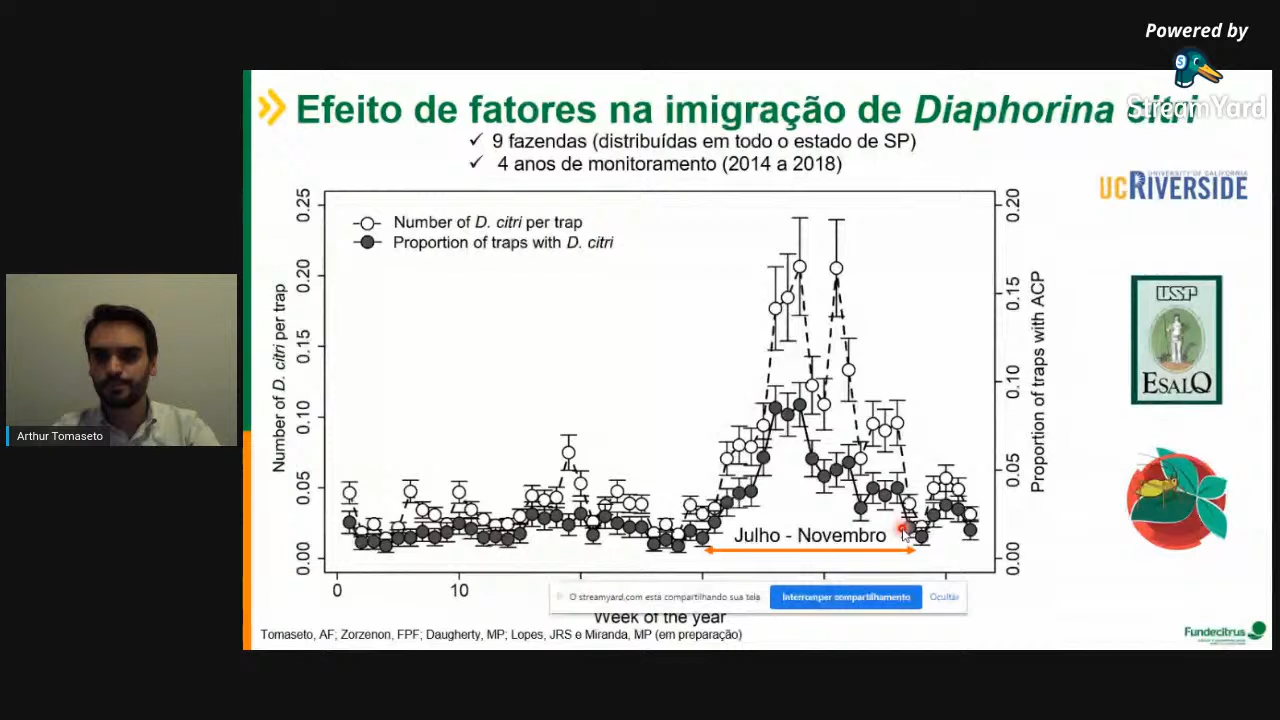 Powered by
StreamYard
Efeito de fatores na imigração de Diaphorina citri
✓ 9 fazendas (distribuídas em todo o estado de SP)
✓ 4 anos de monitoramento (2014 a 2018)
UNIVERSITY OF CALIFORNIA
UCRIVERSIDE
Number of D. citri per trap
Proportion of traps with D. citri
0.25
0.20
0.15
0.10
0.05
0.00
Number of D. citri per trap
0.20
0.15
0.10
0.05
0.00
Proportion of traps with ACP
USP
ESALQ
Arthur Tomaseto
Julho - Novembro
0
10
O streamyard.com está compartilhando sua tela
Interromper compartilhamento
Ocultar
Week of the year
Tomaseto, AF; Zorzenon, FPF; Daugherty, MP; Lopes, JRS e Miranda, MP (em preparação)
Fundecitrus